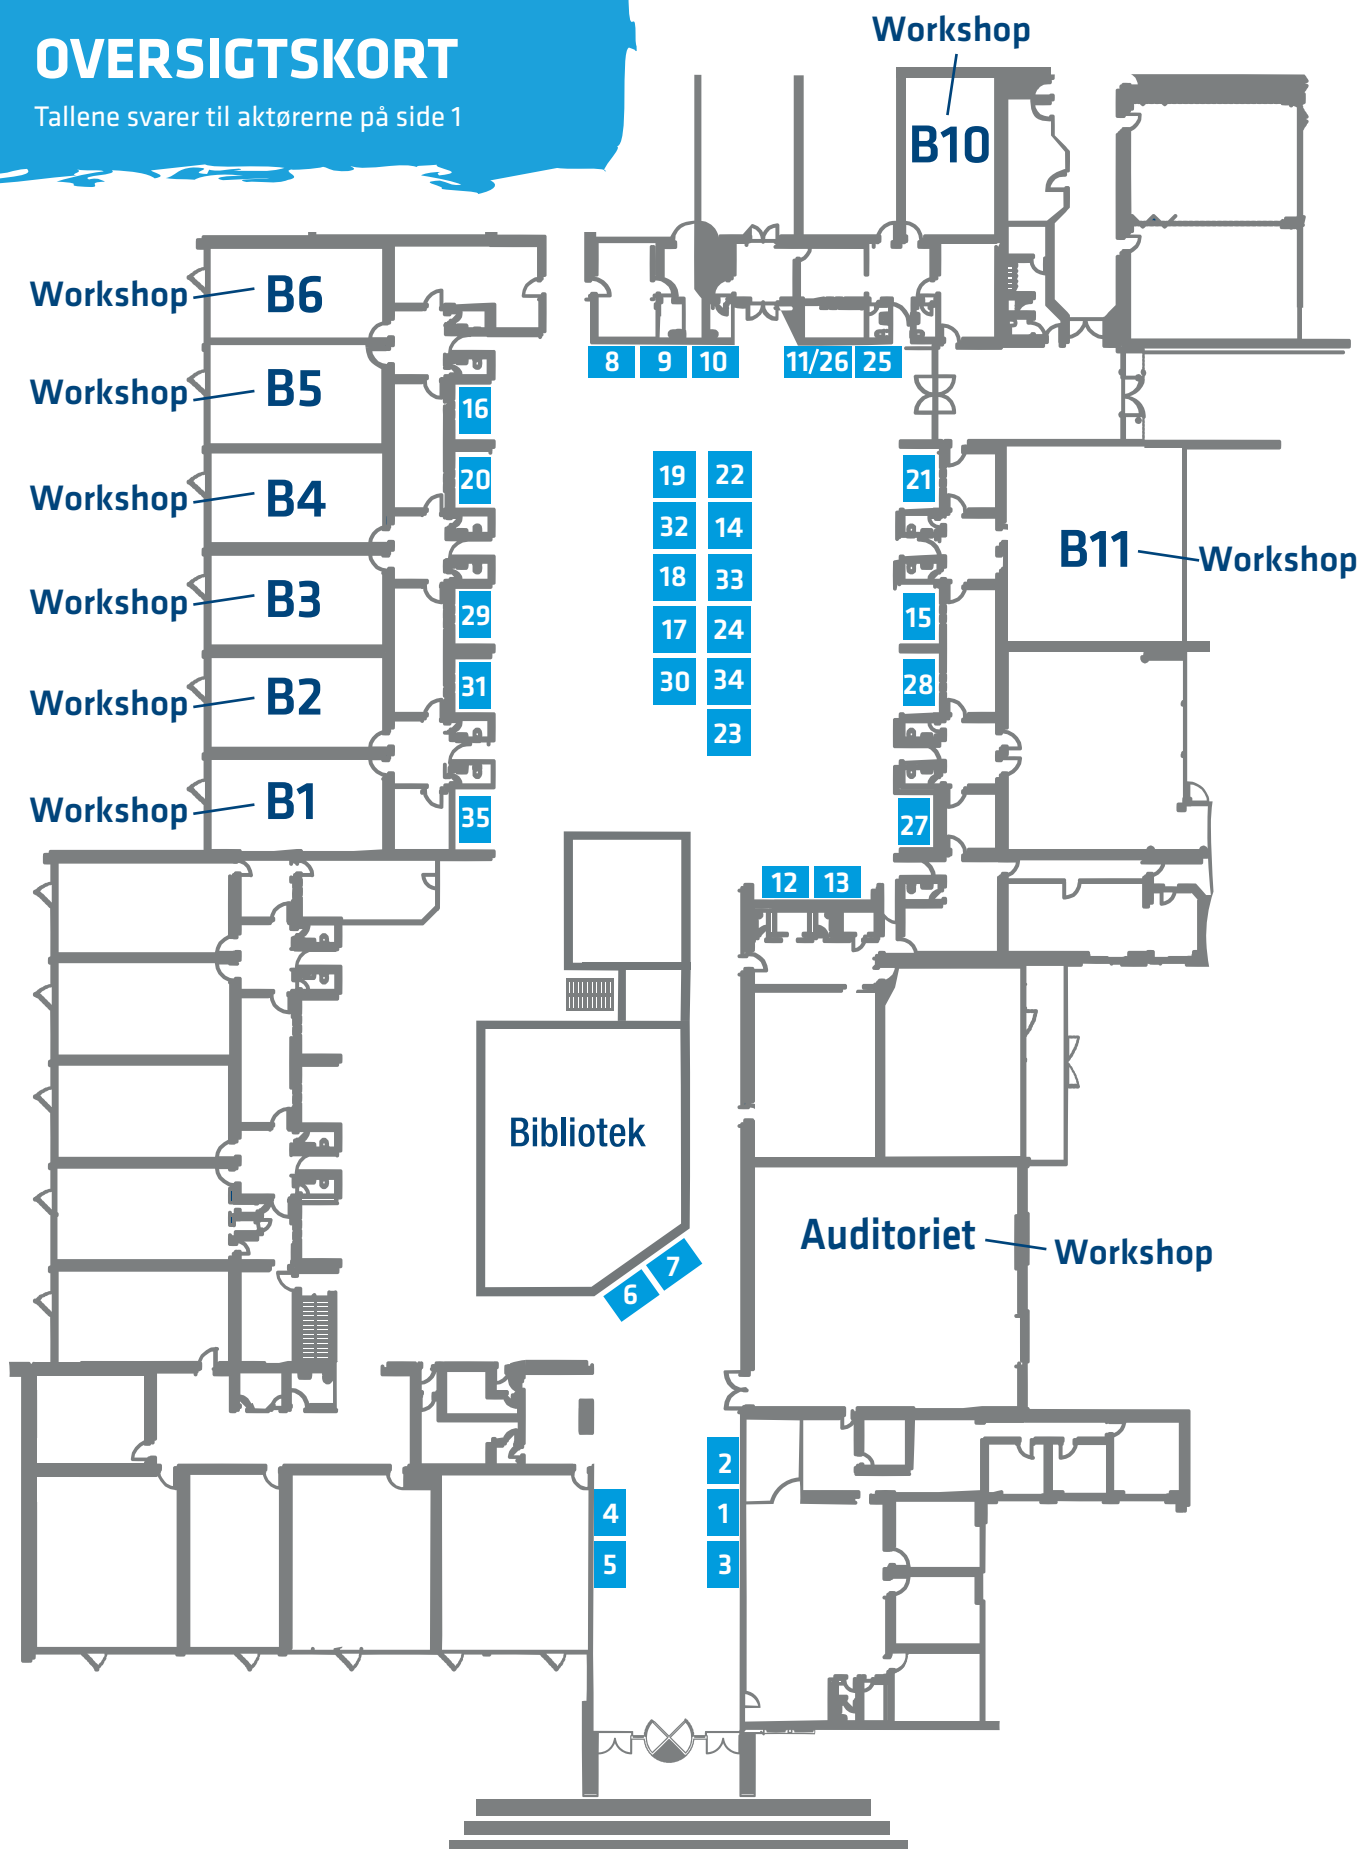 OVERSIGTSKORT
Tallene svarer til aktørerne på side 1
Workshop
B10
Workshop B6
Workshop B5
Workshop B4
Workshop B3
Workshop B2
Workshop B1
8 9 10 11/26 25
16
20
29
31
35
19 22
32 14
18 33
17 24
30 34
23
21
15
28
27
B11 Workshop
12 13
Bibliotek
Auditoriet Workshop
7
6
2
4 1
5 3